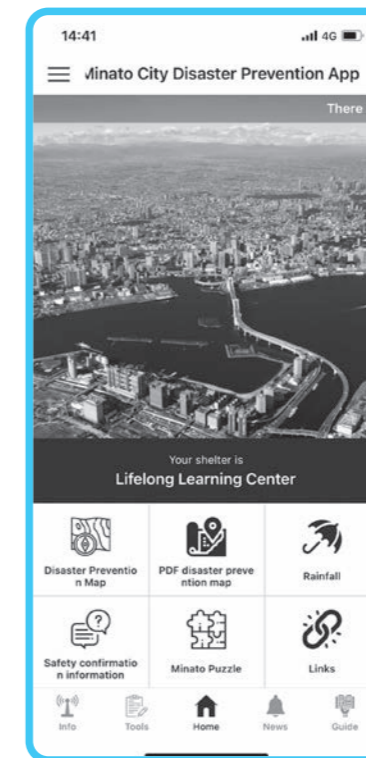 14:41
4G
Minato City Disaster Prevention App
There
Your shelter is
Lifelong Learning Center
Disaster Preventio
n Map
PDF disaster preve
ntion map
Rainfall
Safety confirmatio
n information
Minato Puzzle
Links
Info
Tools
Home
News
Guide